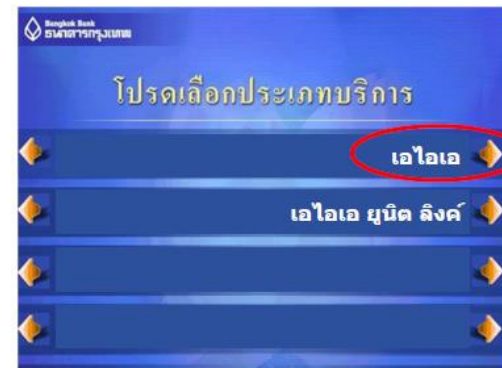 Bangkok Bank
ธนาคารกรุงเทพ
โปรดเลือกประเภทบริการ
เอไอเอ
เอไอเอ ยูนิต ลิงค์